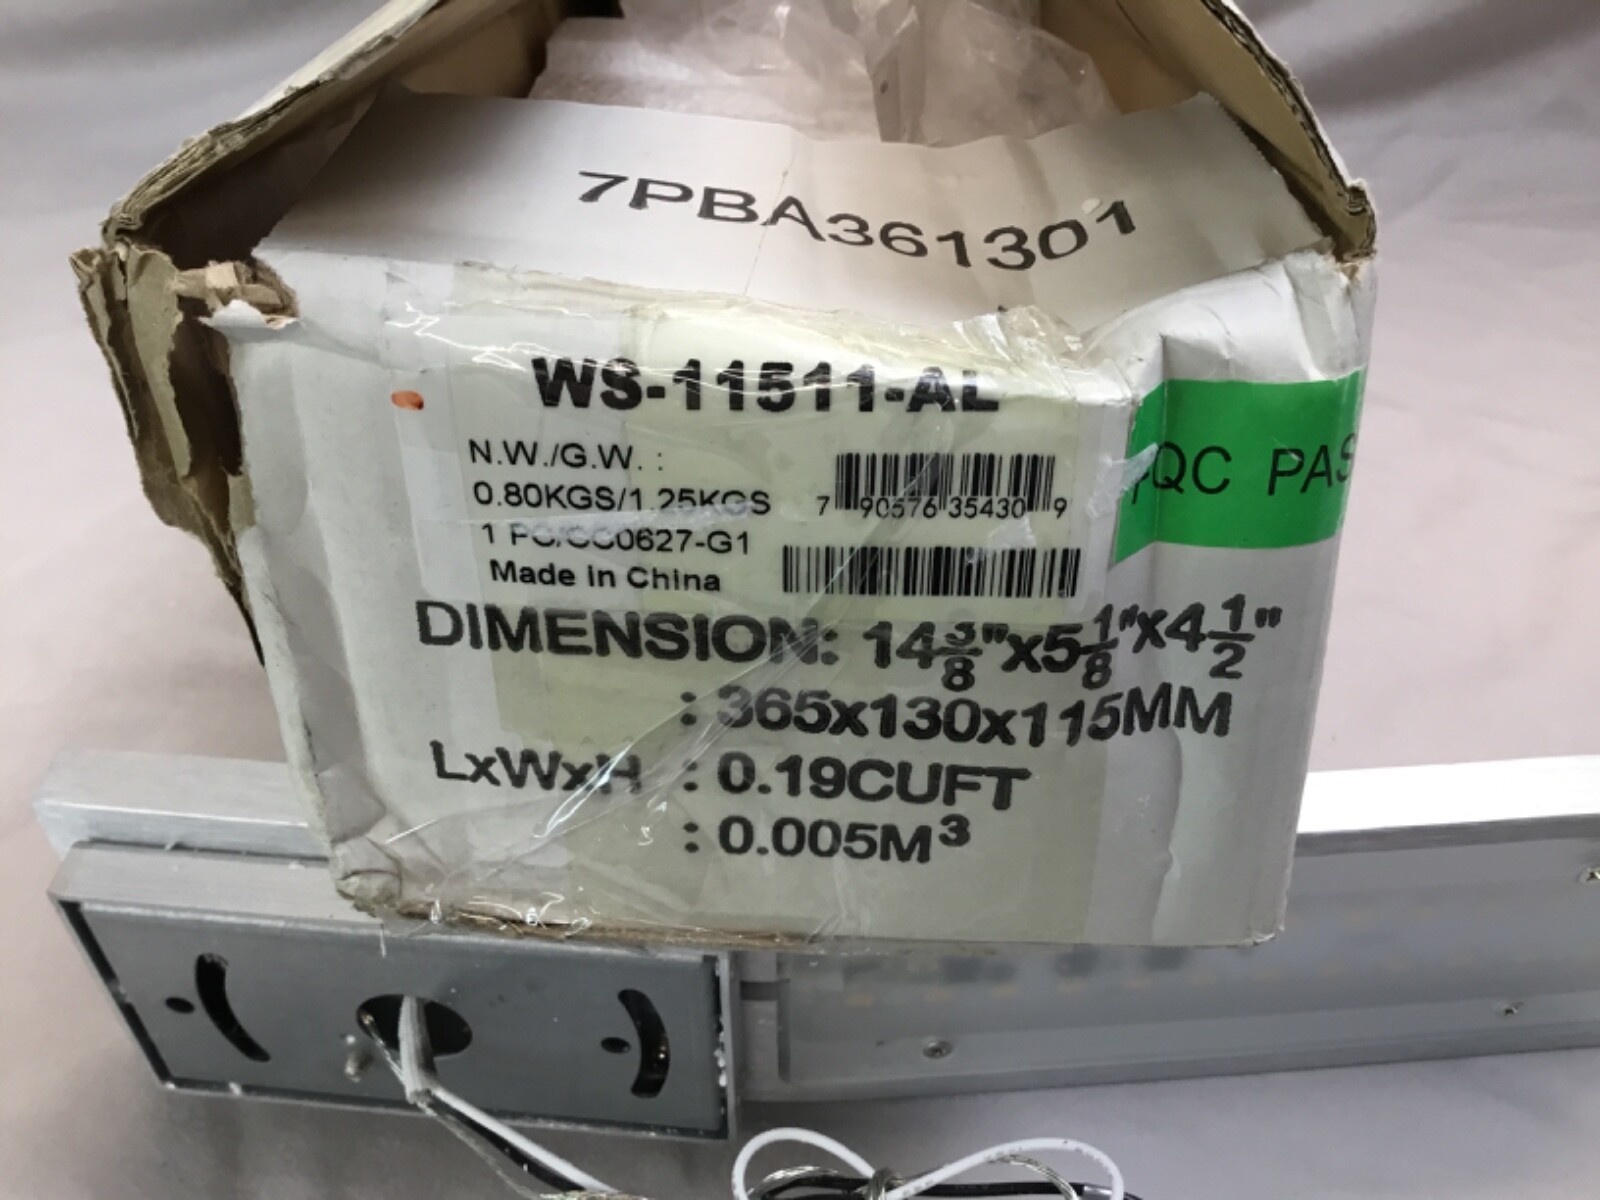 7PBA361301
WS-11511-AL
QC PAS
N.W./G.W. :
0.80KGS/1.25KGS
1 PC/CC0627-G1
7 90576 35430 9
Made in China
DIMENSION: 14 3/8"x5 1/8"x4 1/2"
: 365x130x115MM
LxWxH : 0.19CUFT
: 0.005M³